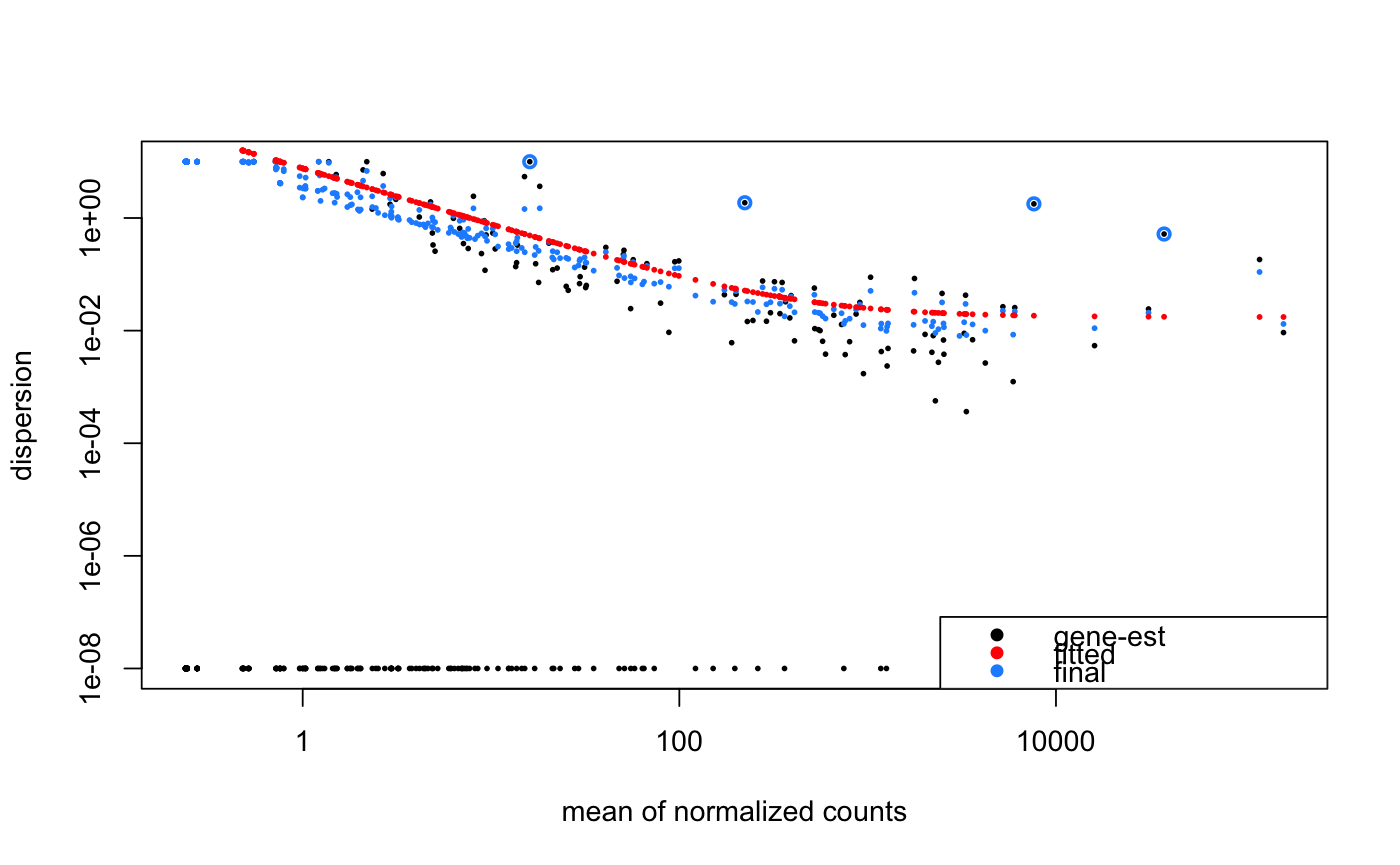 dispersion
1e+00
1e-02
1e-04
1e-06
1e-08
gene-est
fitted
final
1
100
10000
mean of normalized counts